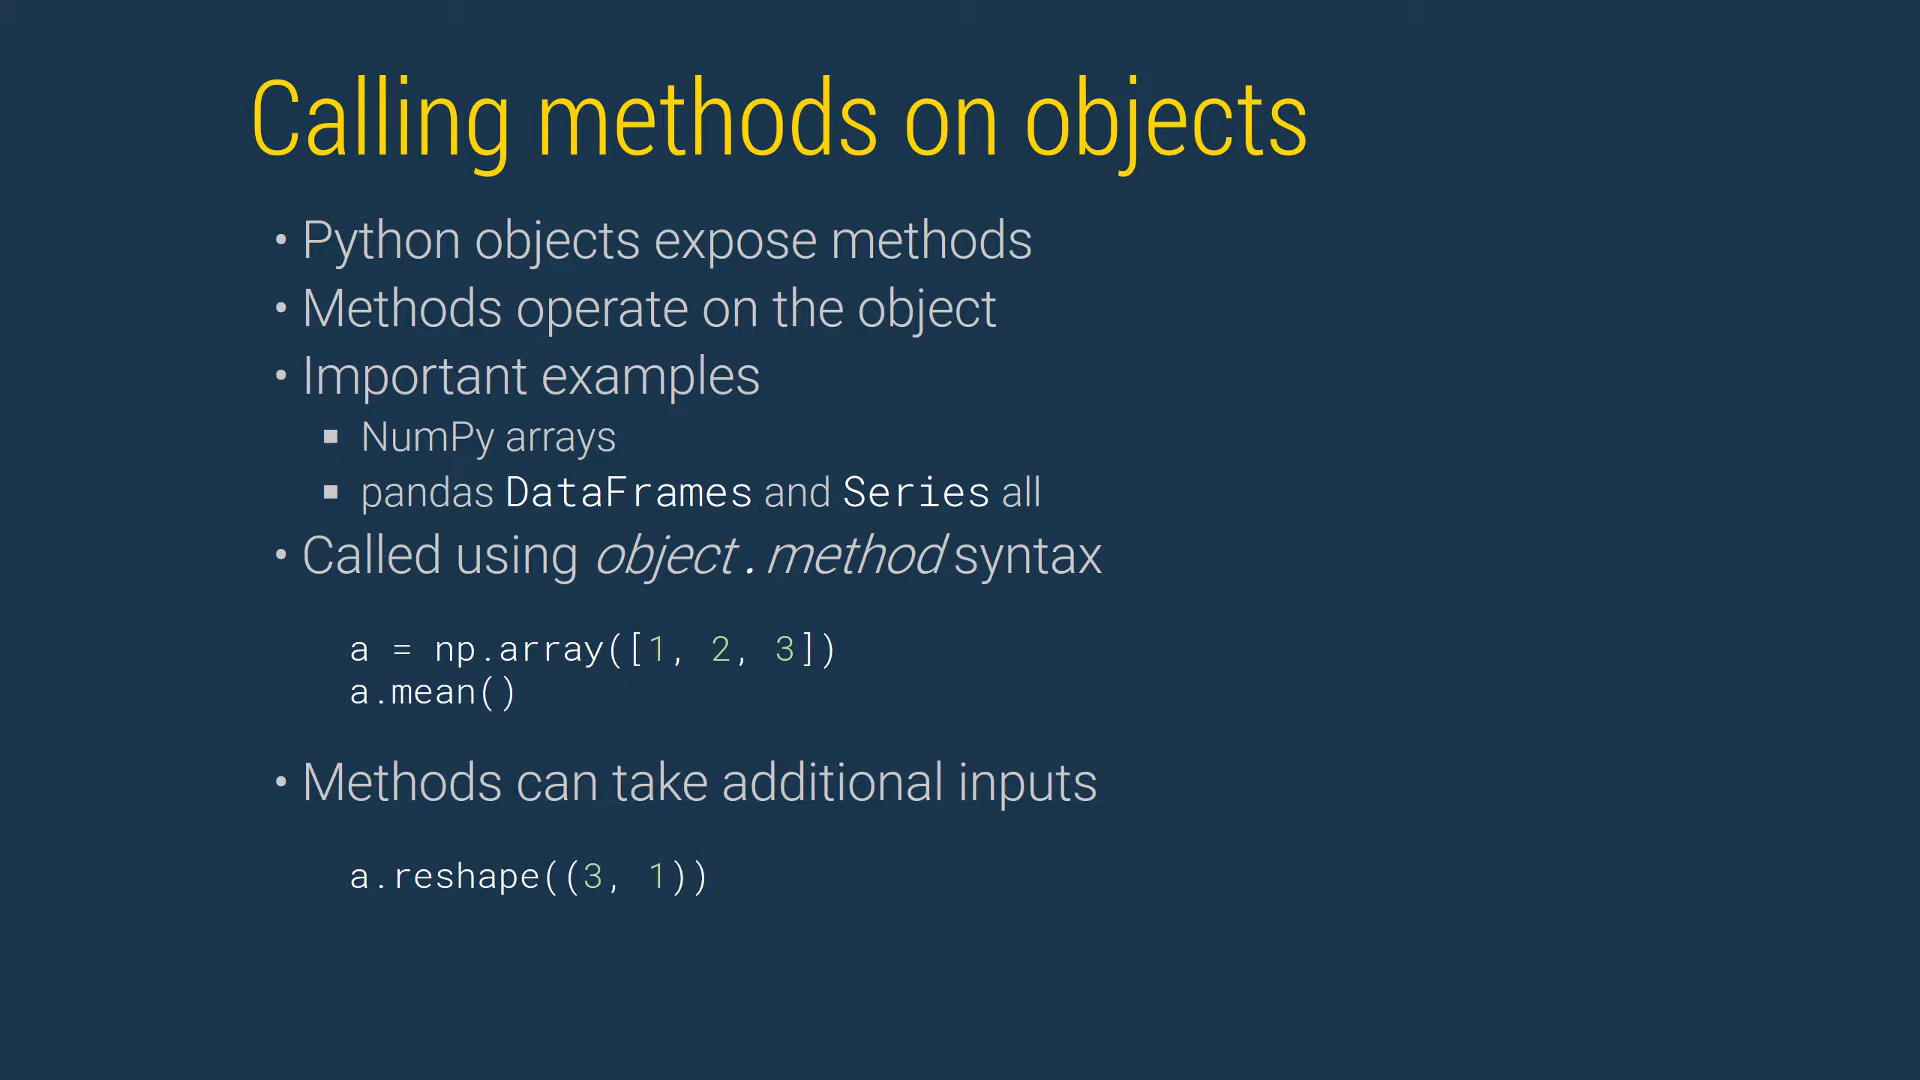 Calling methods on objects
• Python objects expose methods
• Methods operate on the object
• Important examples
▪ NumPy arrays
▪ pandas DataFrames and Series all
• Called using object.method syntax
a = np.array([1, 2, 3])
a.mean()
• Methods can take additional inputs
a.reshape((3, 1))